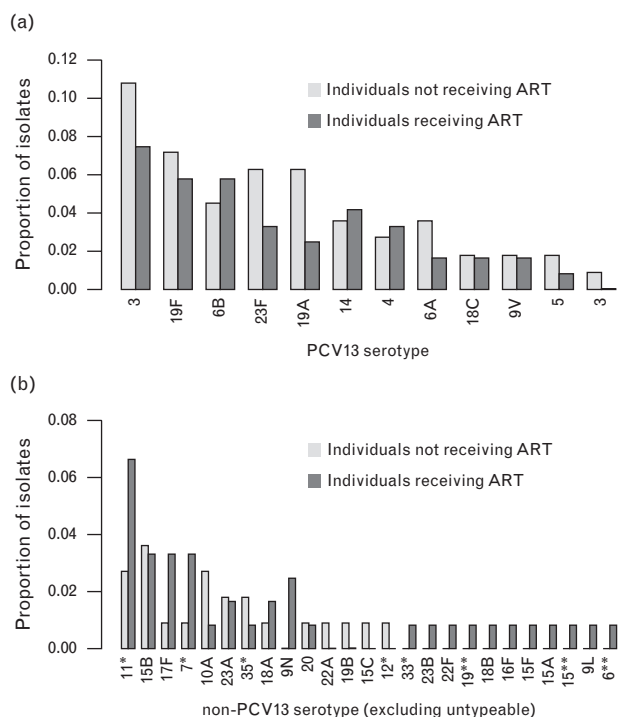 (a)
0.12
0.10
0.08
0.06
0.04
0.02
0.00
Proportion of isolates
Individuals not receiving ART
Individuals receiving ART
3 19F 6B 23F 19A 14 4 6A 18C 9V 5 3
PCV13 serotype
(b)
0.08
0.06
0.04
0.02
0.00
Proportion of isolates
Individuals not receiving ART
Individuals receiving ART
11* 15B 17F 7* 10A 23A 35* 18A 9N 20 22A 19B 15C 12* 33* 23B 22F 19** 18B 16F 15F 15A 15** 9L 6**
non-PCV13 serotype (excluding untypeable)